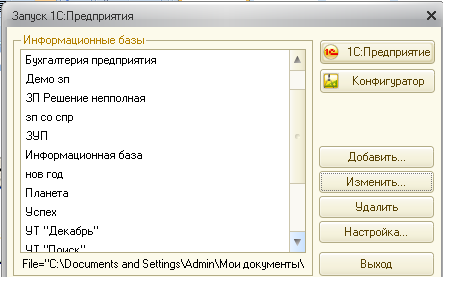 Запуск 1С:Предприятия
Информационные базы
Бухгалтерия предприятия
Демо зп
ЗП Решение неполная
зп со спр
ЗУП
Информационная база
нов год
Планета
Успех
УТ "Декабрь"
УТ "Поиск"
File="C:\Documents and Settings\Admin\Мои документы\
1С:Предприятие
Конфигуратор
Добавить...
Изменить...
Удалить
Настройка...
Выход